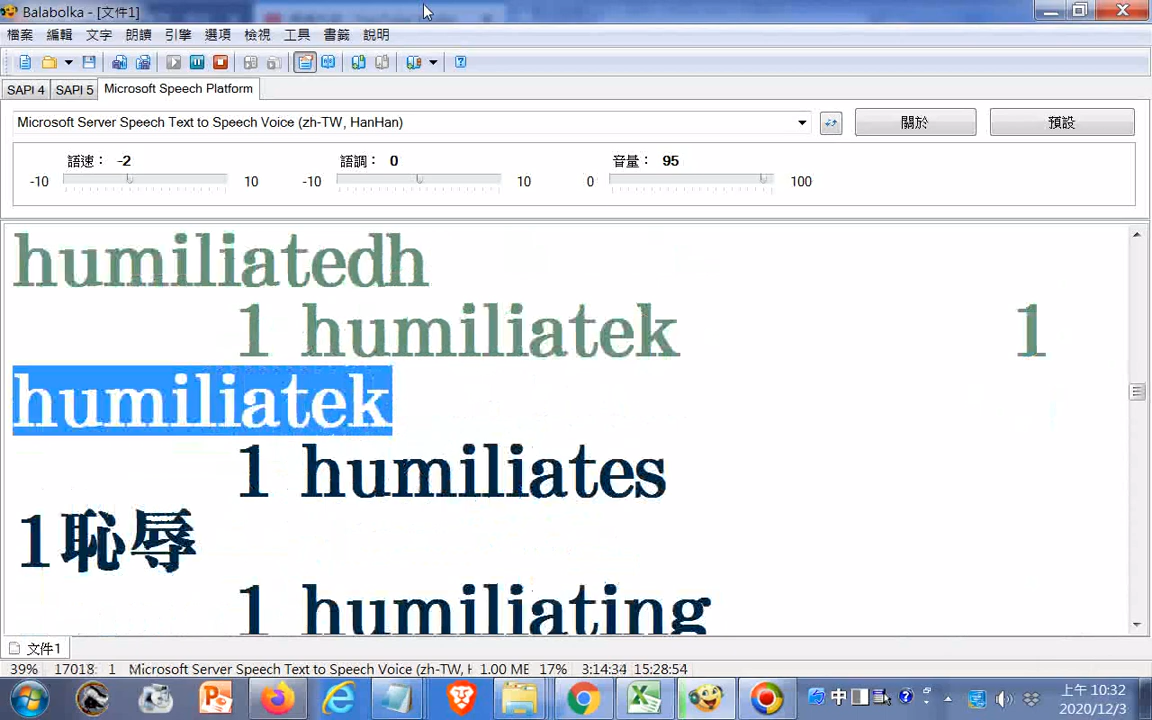 Balabolka - [文件1]
檔案 編輯 文字 朗讀 引擎 選項 檢視 工具 書籤 說明
SAPI 4 SAPI 5 Microsoft Speech Platform
Microsoft Server Speech Text to Speech Voice (zh-TW, HanHan) 關於 預設
語速： -2 語調： 0 音量： 95
-10 10 -10 10 0 100
humiliatedh
1 humiliatek 1
humiliatek
1 humiliates
1恥辱
1 humiliating
文件1
39% 17018: 1 Microsoft Server Speech Text to Speech Voice (zh-TW, H 1.00 ME 17% 3:14:34 15:28:54
中 上午 10:32
2020/12/3